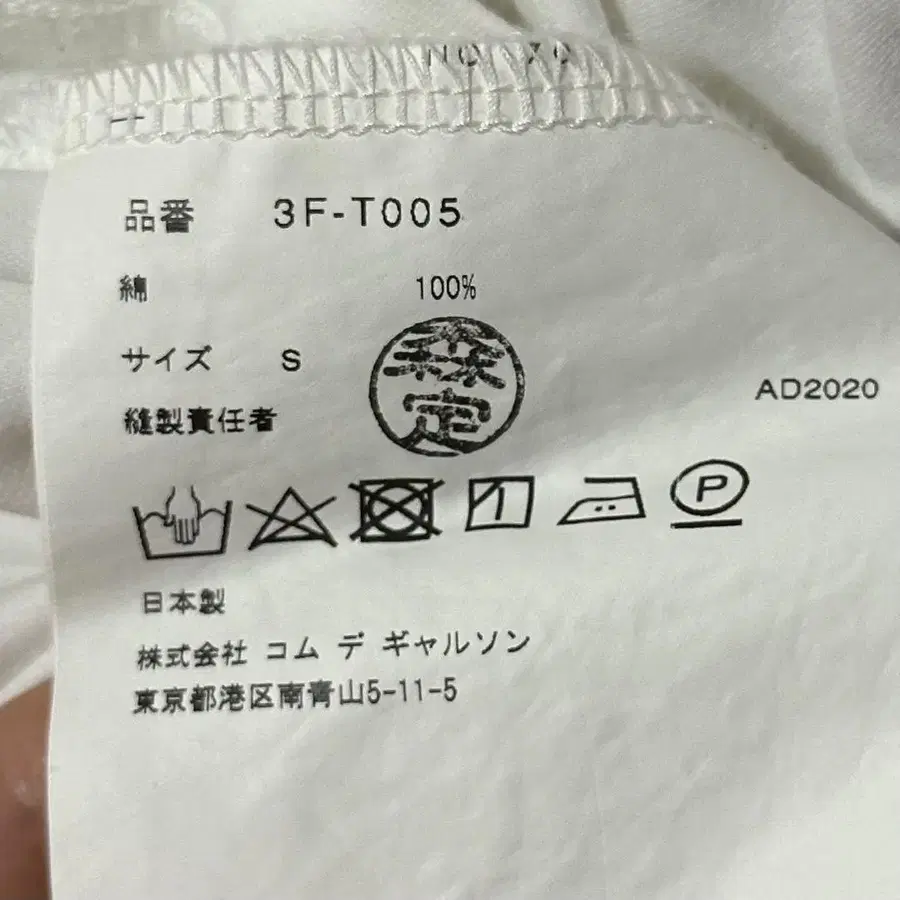 品番 3F-T005
綿 100%
サイズ S
縫製責任者 森定
AD2020
P
日本製
株式会社 コム デ ギャルソン
東京都港区南青山5-11-5